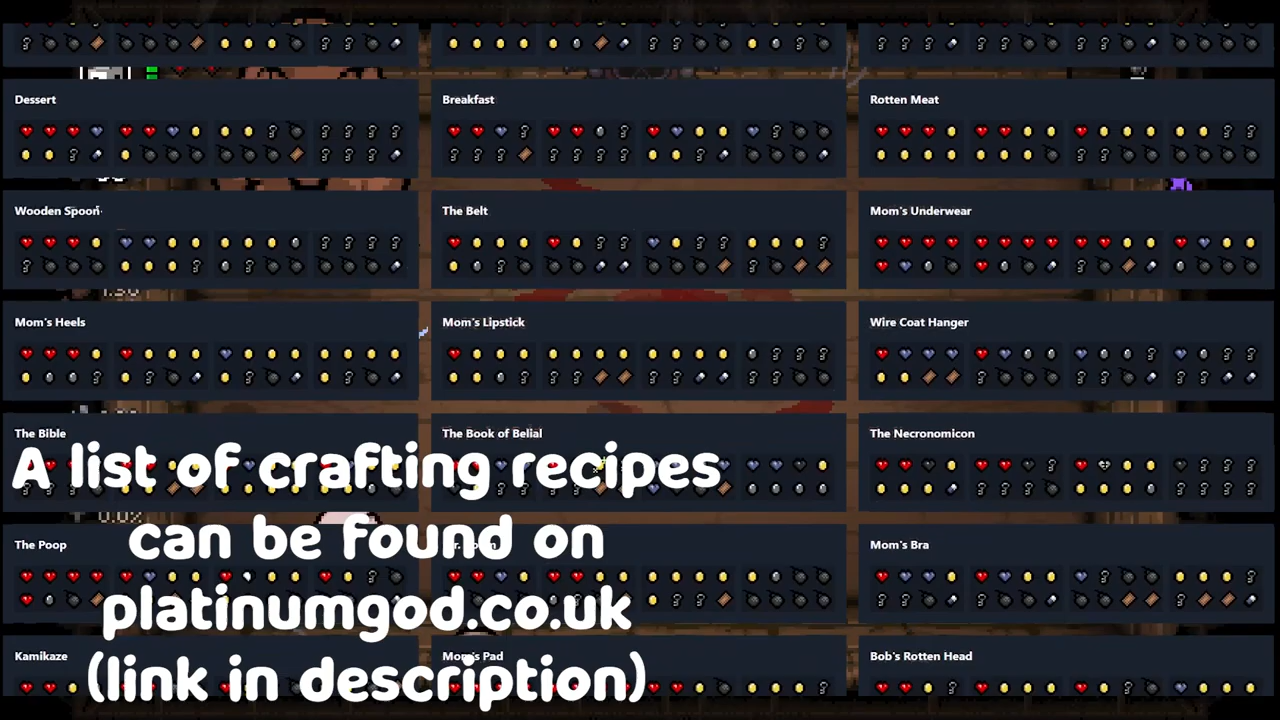 Dessert
Breakfast
Rotten Meat
Wooden Spoon
The Belt
Mom's Underwear
Mom's Heels
Mom's Lipstick
Wire Coat Hanger
The Bible
The Book of Belial
The Necronomicon
The Poop
Mom's Bra
Kamikaze
Mom's Pad
Bob's Rotten Head
A list of crafting recipes
can be found on
platinumgod.co.uk
(link in description)